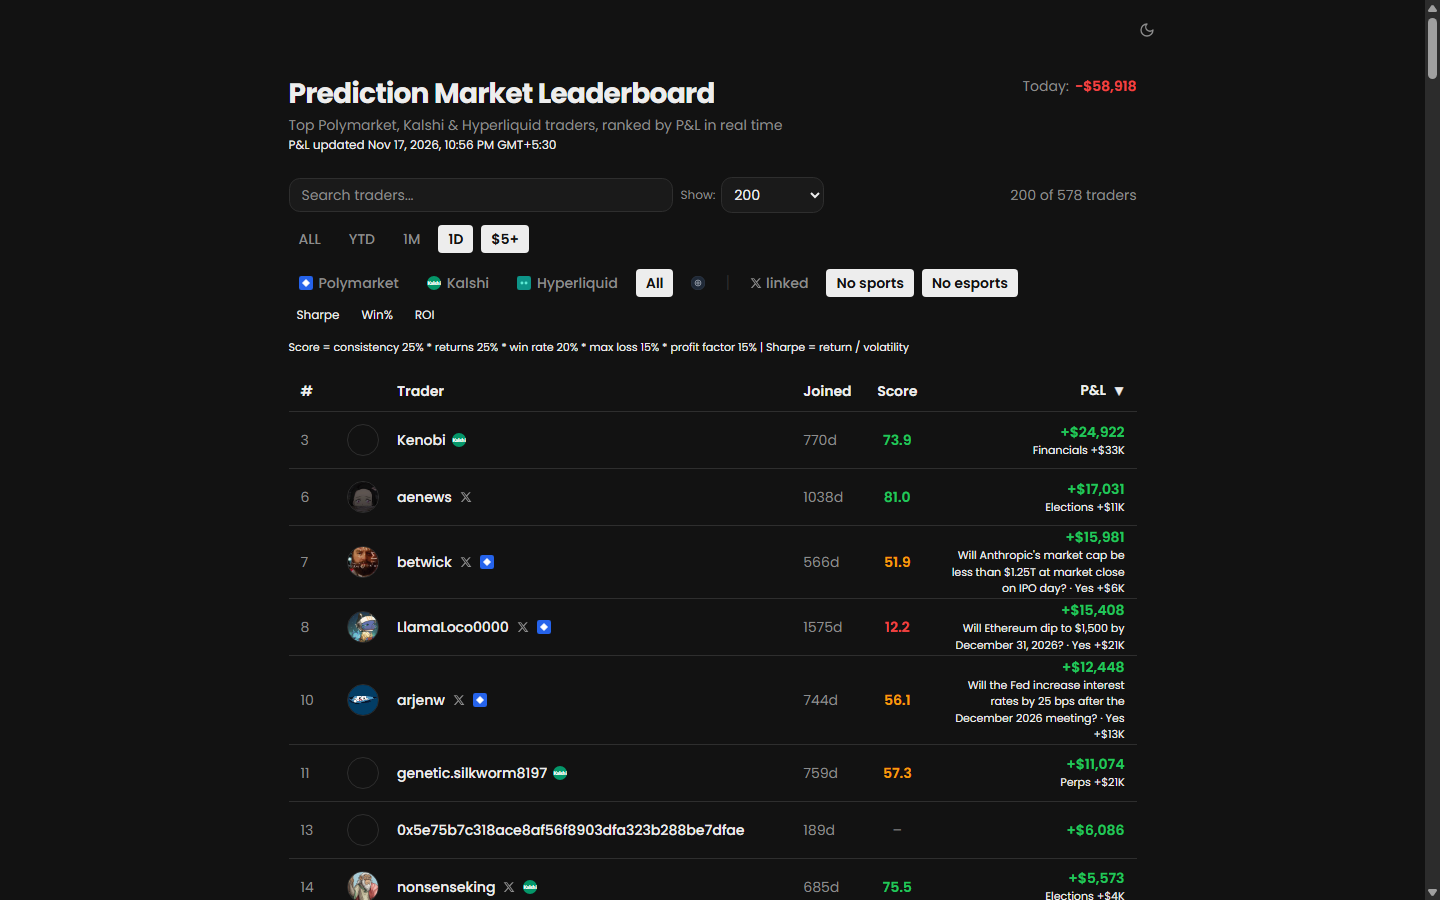 Prediction Market Leaderboard
Today: -$58,918
Top Polymarket, Kalshi & Hyperliquid traders, ranked by P&L in real time
P&L updated Nov 17, 2026, 10:56 PM GMT+5:30
Search traders...
Show: 200
200 of 578 traders
ALL YTD 1M 1D $5+
Polymarket Kalshi Hyperliquid All | X linked No sports No esports
Sharpe Win% ROI
Score = consistency 25% * returns 25% * win rate 20% * max loss 15% * profit factor 15% | Sharpe = return / volatility
# Trader Joined Score P&L ▼
3 Kenobi 770d 73.9 +$24,922
Financials +$33K
6 aenews X 1038d 81.0 +$17,031
Elections +$11K
7 betwick X 566d 51.9 +$15,981
Will Anthropic's market cap be
less than $1.25T at market close
on IPO day? · Yes +$6K
8 LlamaLoco0000 X 1575d 12.2 +$15,408
Will Ethereum dip to $1,500 by
December 31, 2026? · Yes +$21K
10 arjenw X 744d 56.1 +$12,448
Will the Fed increase interest
rates by 25 bps after the
December 2026 meeting? · Yes
+$13K
11 genetic.silkworm8197 759d 57.3 +$11,074
Perps +$21K
13 0x5e75b7c318ace8af56f8903dfa323b288be7dfae 189d – +$6,086
14 nonsenseking X 685d 75.5 +$5,573
Elections +$4K